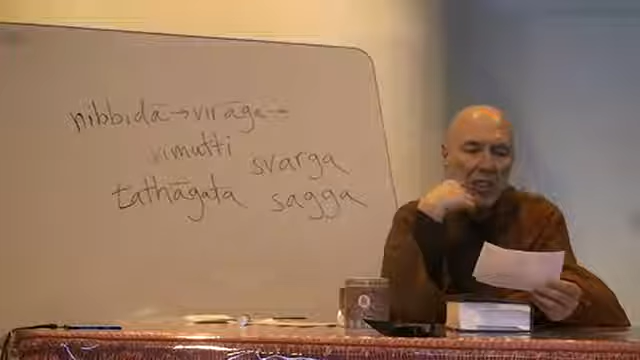 nibbidā → virāga →
vimutti
svarga
tathāgata sagga